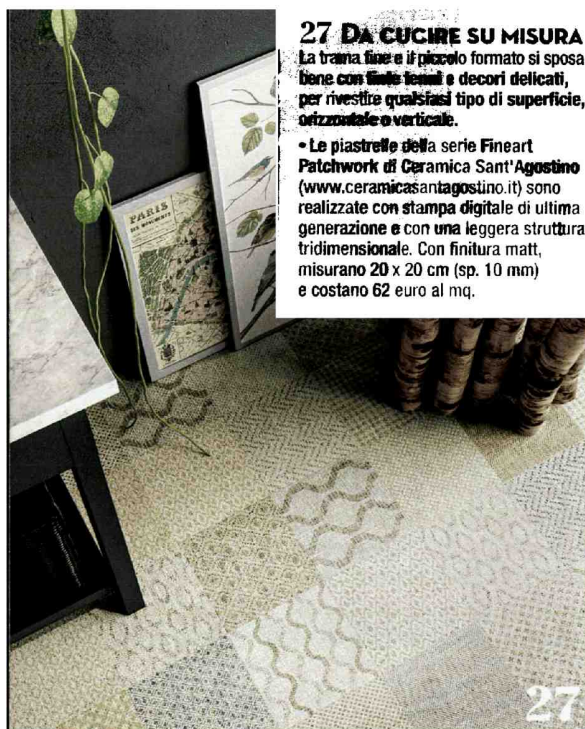 27 DA CUCIRE SU MISURA
La trama fine e il piccolo formato si sposa
bene con tinte tenui e decori delicati,
per rivestire qualsiasi tipo di superficie,
orizzontale o verticale.
• Le piastrelle della serie Fineart
Patchwork di Ceramica Sant'Agostino
(www.ceramicasantagostino.it) sono
realizzate con stampa digitale di ultima
generazione e con una leggera struttura
tridimensionale. Con finitura matt,
misurano 20 x 20 cm (sp. 10 mm)
e costano 62 euro al mq.
PARIS
27